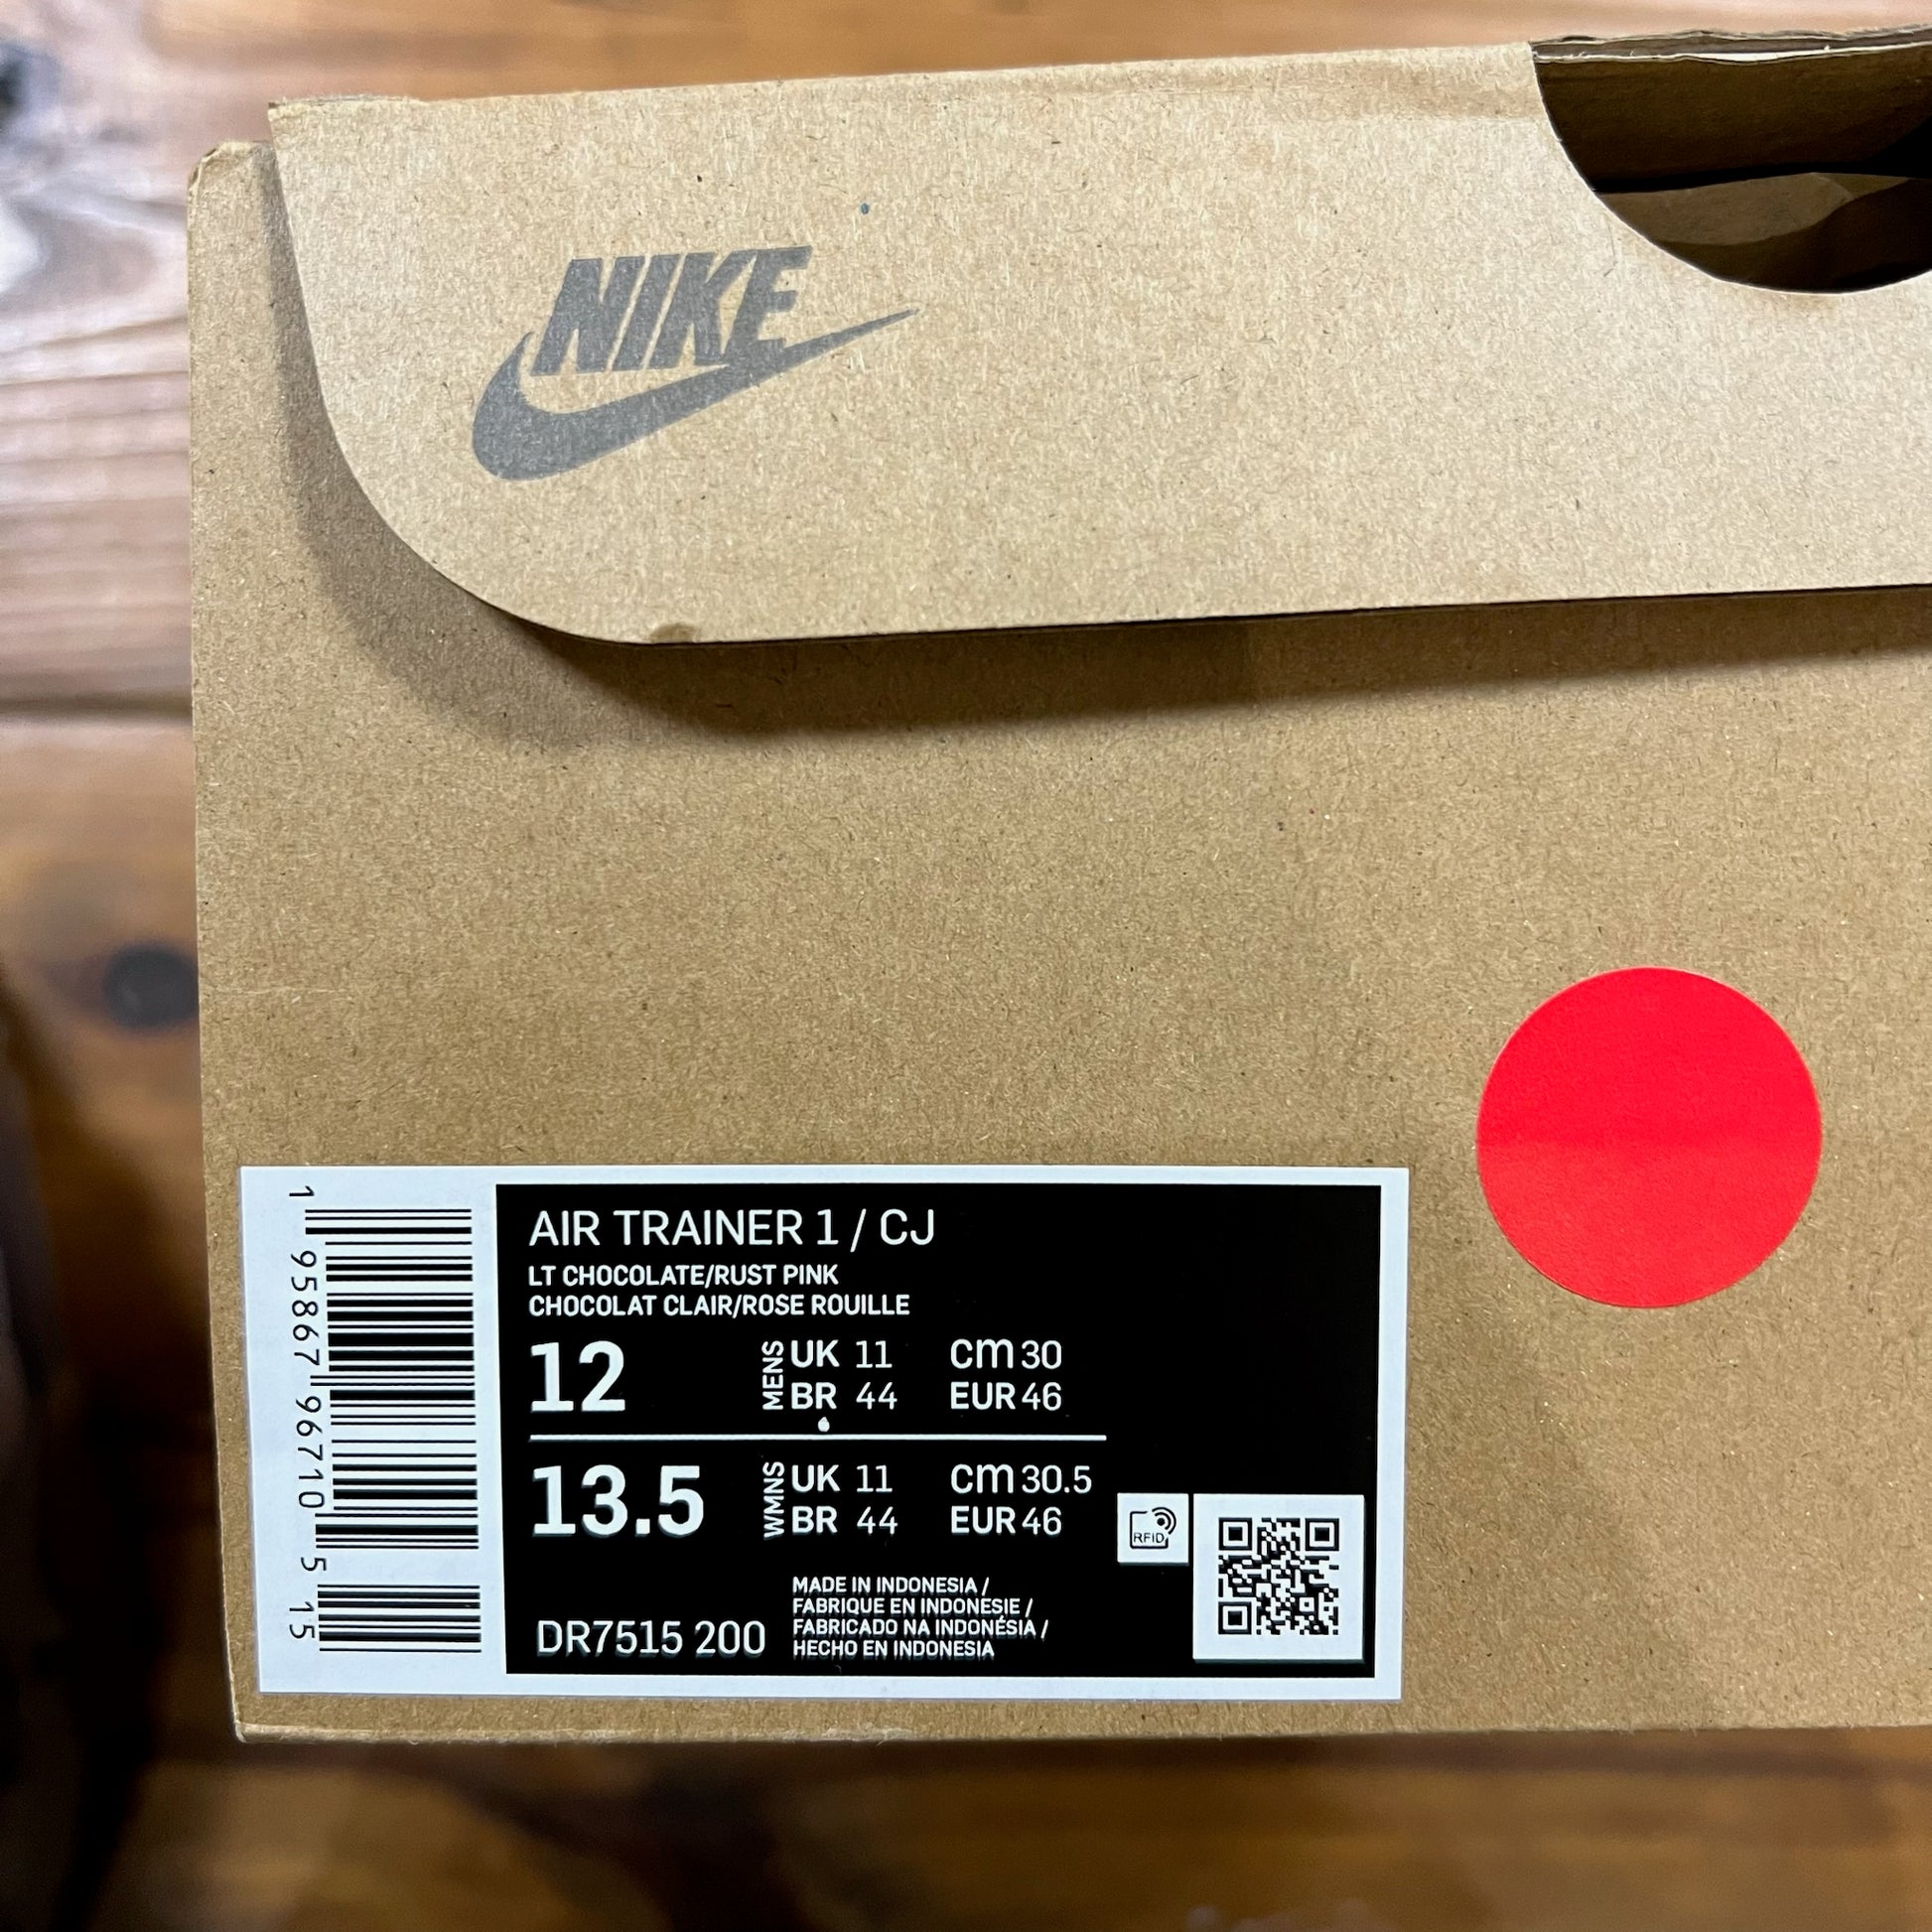 NIKE
AIR TRAINER 1 / CJ
LT CHOCOLATE/RUST PINK
CHOCOLAT CLAIR/ROSE ROUILLE
12 MENS UK 11 cm 30
BR 44 EUR 46
13.5 WMNS UK 11 cm 30.5
BR 44 EUR 46
RFID
DR7515 200
MADE IN INDONESIA /
FABRIQUE EN INDONESIE /
FABRICADO NA INDONÉSIA /
HECHO EN INDONESIA
1 95867 96710 5 15